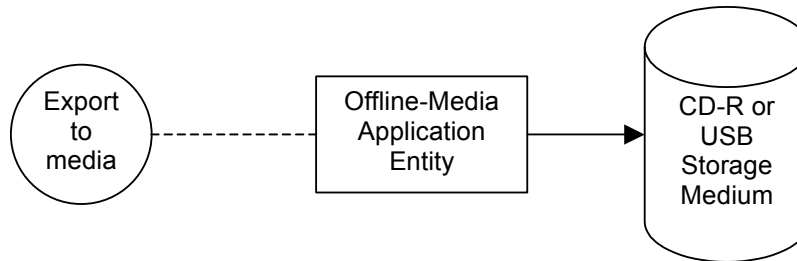 Export
to
media
Offline-Media
Application
Entity
CD-R or
USB
Storage
Medium